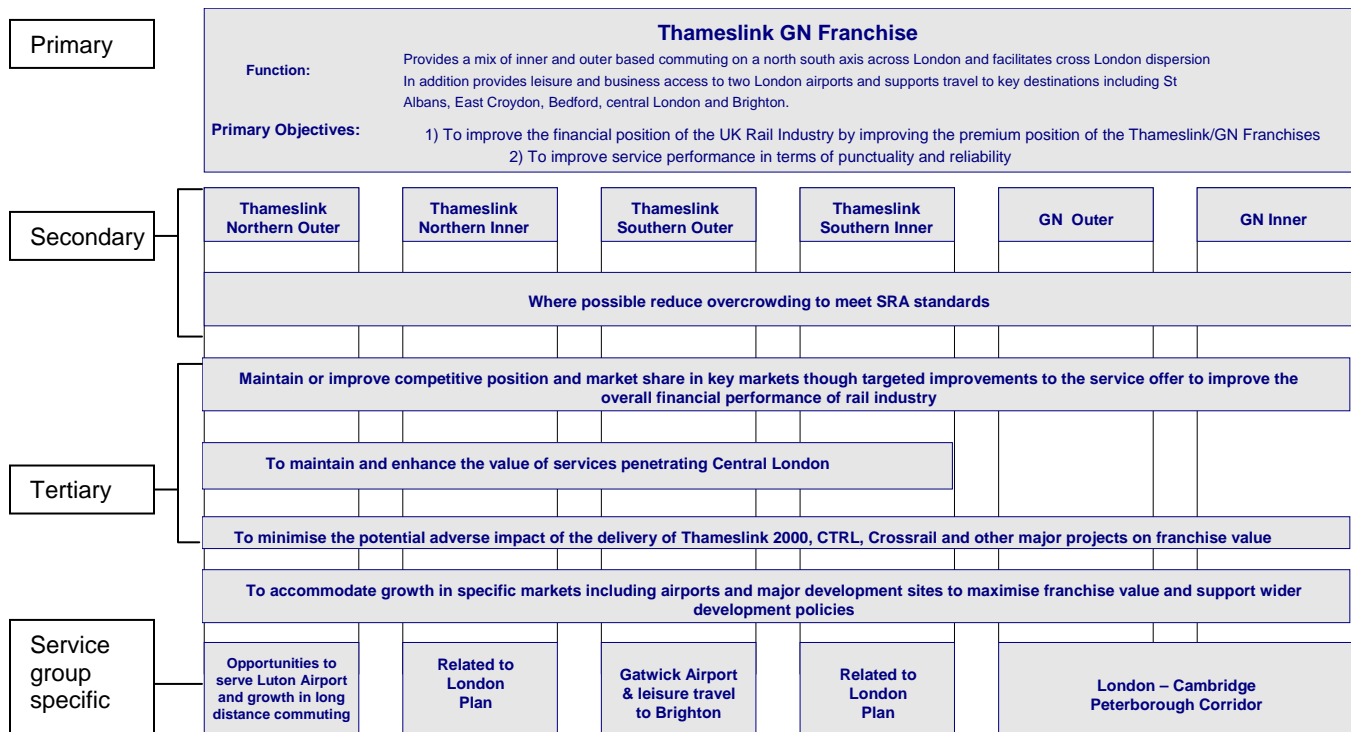 Primary
Thameslink GN Franchise
Function:
Provides a mix of inner and outer based commuting on a north south axis across London and facilitates cross London dispersion
In addition provides leisure and business access to two London airports and supports travel to key destinations including St
Albans, East Croydon, Bedford, central London and Brighton.
Primary Objectives:
1) To improve the financial position of the UK Rail Industry by improving the premium position of the Thameslink/GN Franchises
2) To improve service performance in terms of punctuality and reliability
Secondary
Thameslink
Northern Outer
Thameslink
Northern Inner
Thameslink
Southern Outer
Thameslink
Southern Inner
GN Outer
GN Inner
Where possible reduce overcrowding to meet SRA standards
Tertiary
Maintain or improve competitive position and market share in key markets though targeted improvements to the service offer to improve the
overall financial performance of rail industry
To maintain and enhance the value of services penetrating Central London
To minimise the potential adverse impact of the delivery of Thameslink 2000, CTRL, Crossrail and other major projects on franchise value
To accommodate growth in specific markets including airports and major development sites to maximise franchise value and support wider
development policies
Service
group
specific
Opportunities to
serve Luton Airport
and growth in long
distance commuting
Related to
London
Plan
Gatwick Airport
& leisure travel
to Brighton
Related to
London
Plan
London – Cambridge
Peterborough Corridor